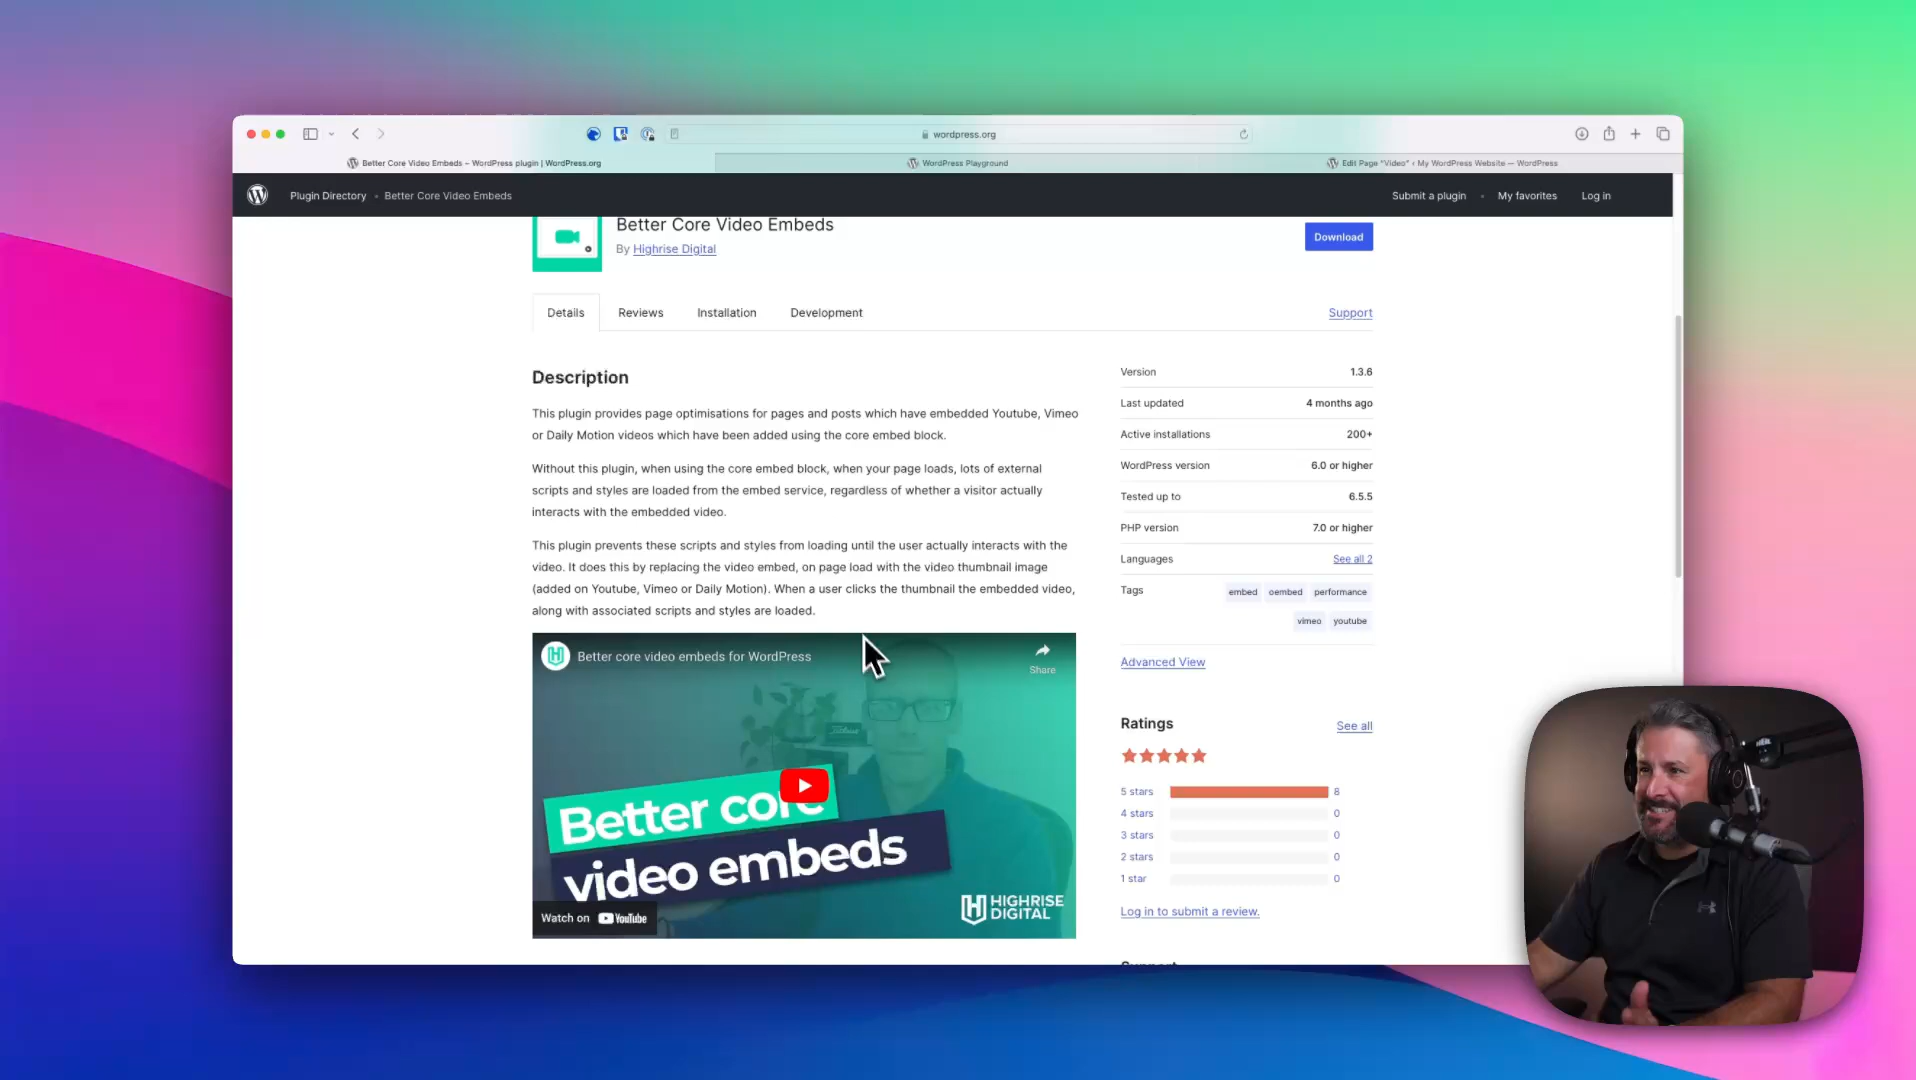 wordpress.org
Better Core Video Embeds – WordPress plugin | WordPress.org
WordPress Playground
Edit Page "Video" ‹ My WordPress Website — WordPress
Plugin Directory • Better Core Video Embeds
Submit a plugin • My favorites
Log in
Better Core Video Embeds
By Highrise Digital
Download
Details
Reviews
Installation
Development
Support
Description
This plugin provides page optimisations for pages and posts which have embedded Youtube, Vimeo
or Daily Motion videos which have been added using the core embed block.
Without this plugin, when using the core embed block, when your page loads, lots of external
scripts and styles are loaded from the embed service, regardless of whether a visitor actually
interacts with the embedded video.
This plugin prevents these scripts and styles from loading until the user actually interacts with the
video. It does this by replacing the video embed, on page load with the video thumbnail image
(added on Youtube, Vimeo or Daily Motion). When a user clicks the thumbnail the embedded video,
along with associated scripts and styles are loaded.
Better core video embeds for WordPress
Share
Better core
video embeds
Watch on YouTube
HIGHRISE
DIGITAL
Version 1.3.6
Last updated 4 months ago
Active installations 200+
WordPress version 6.0 or higher
Tested up to 6.5.5
PHP version 7.0 or higher
Languages See all 2
Tags embed oembed performance
vimeo youtube
Advanced View
Ratings See all
5 stars 8
4 stars 0
3 stars 0
2 stars 0
1 star 0
Log in to submit a review.